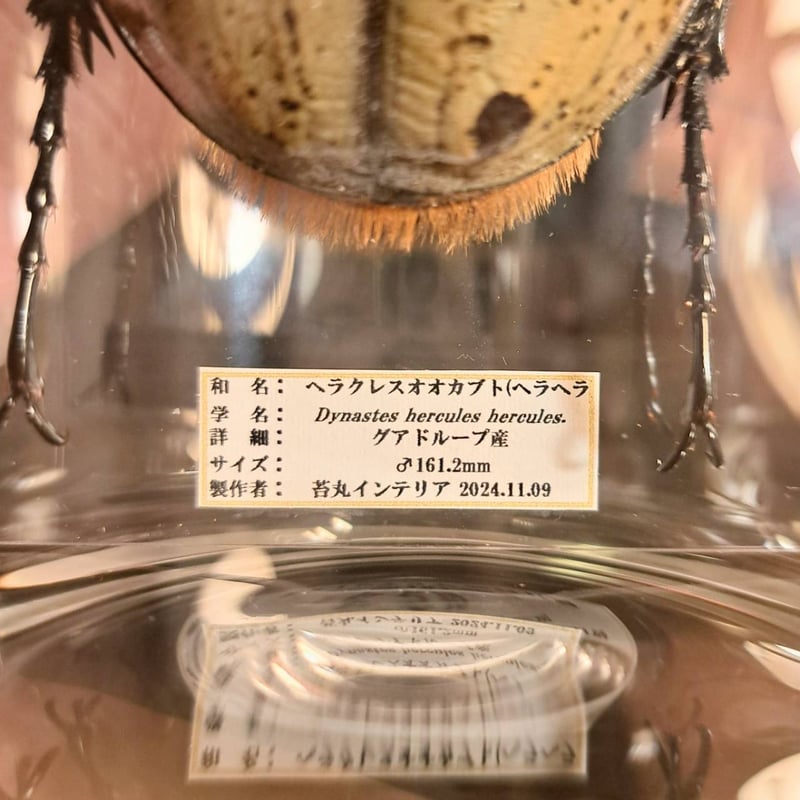 和 名： ヘラクレスオオカブト(ヘラヘラ
学 名： Dynastes hercules hercules.
詳 細： グアドループ産
サイズ： ♂161.2mm
製作者： 苔丸インテリア 2024.11.09